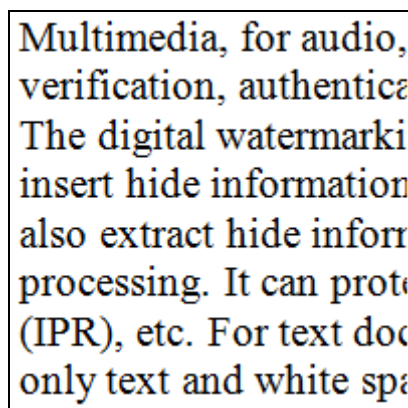 Multimedia, for audio,
verification, authentica
The digital watermarki
insert hide information
also extract hide infor
processing. It can prote
(IPR), etc. For text doc
only text and white spa